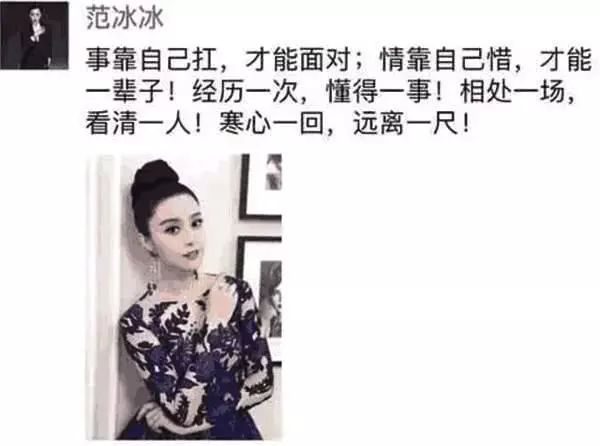 范冰冰
事靠自己扛，才能面对；情靠自己惜，才能
一辈子！经历一次，懂得一事！相处一场，
看清一人！寒心一回，远离一尺！